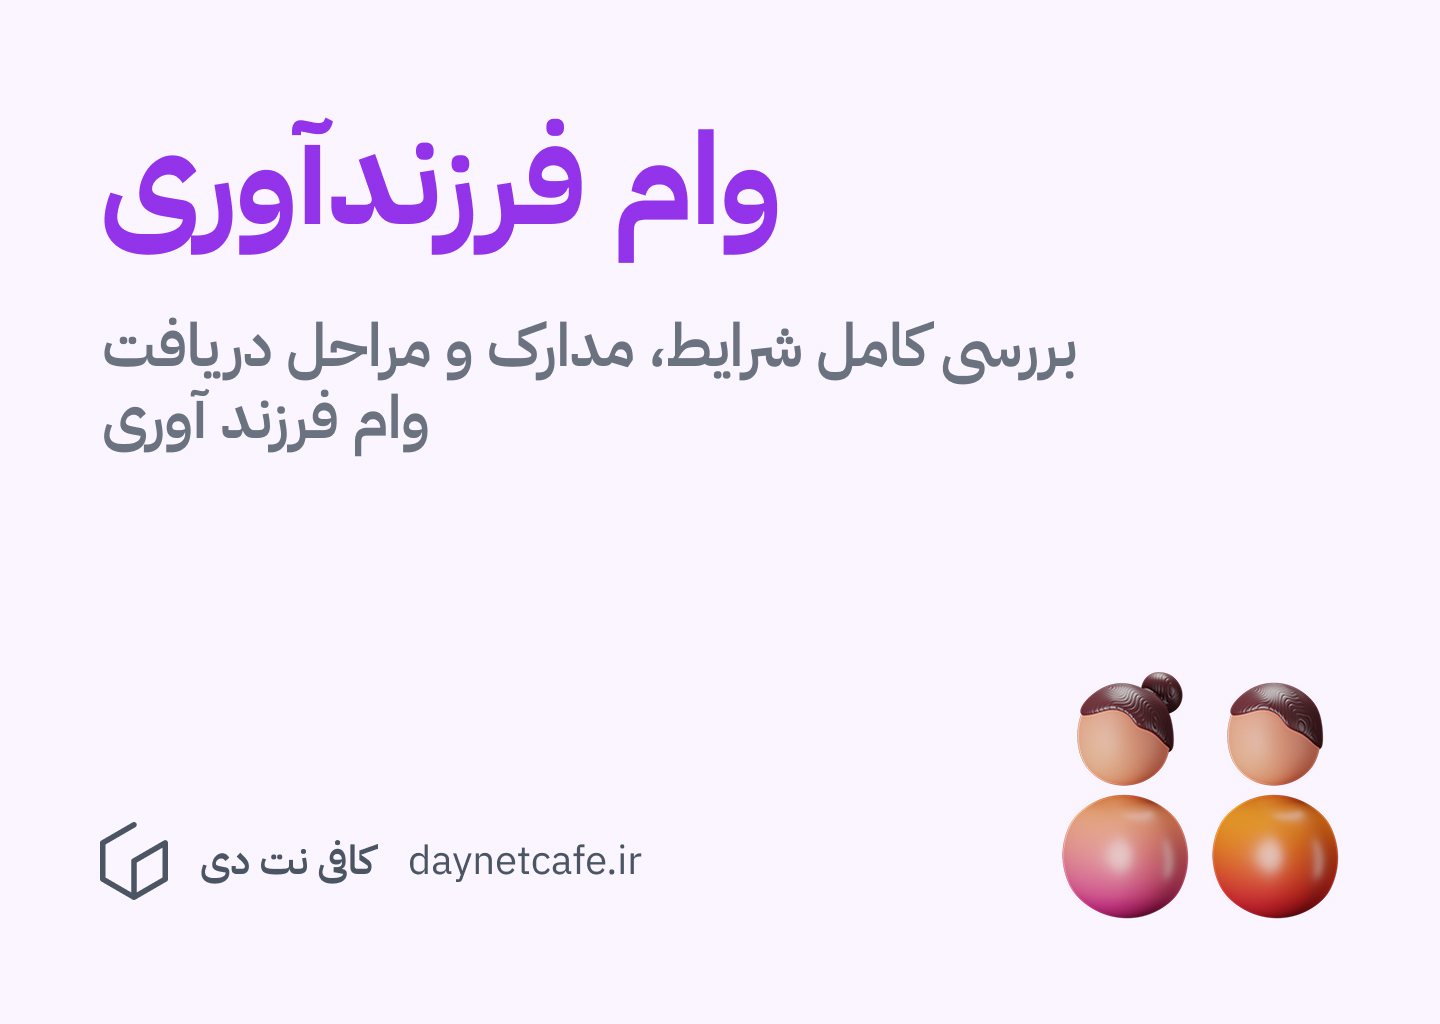 وام فرزندآوری
بررسی کامل شرایط، مدارک و مراحل دریافت
وام فرزند آوری
کافی نت دی daynetcafe.ir